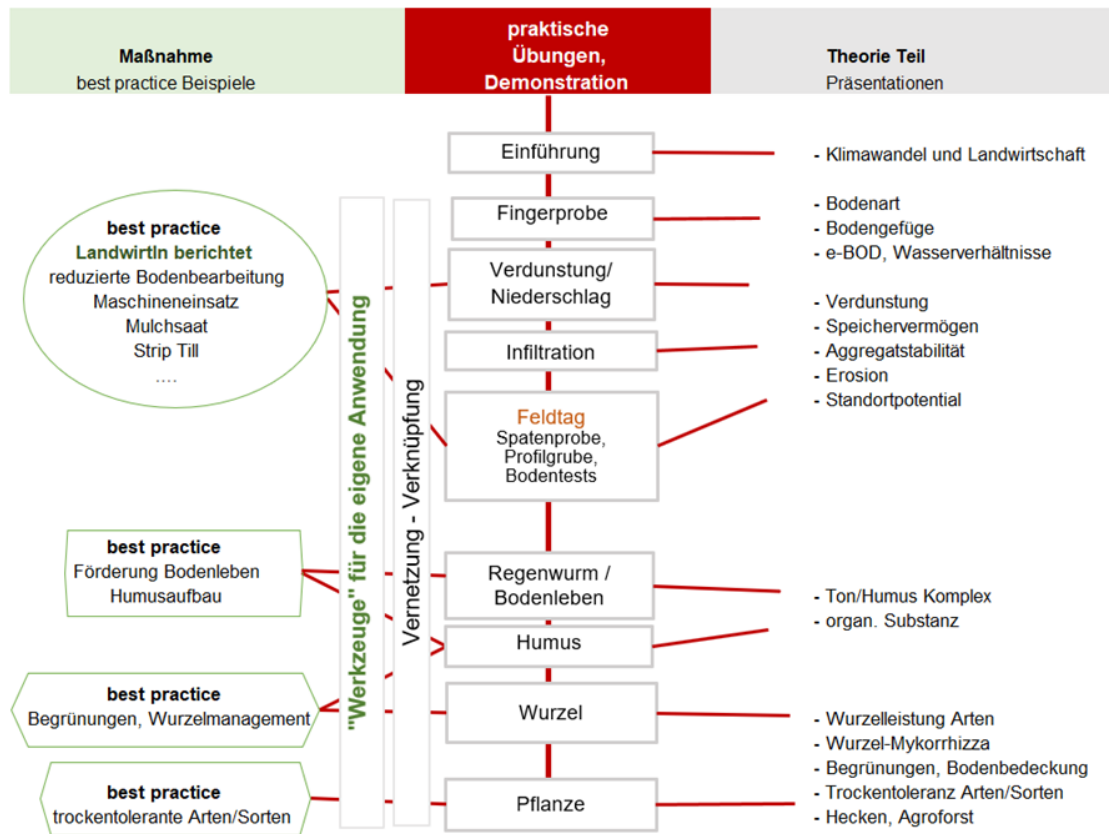 Maßnahme
best practice Beispiele
praktische
Übungen,
Demonstration
Theorie Teil
Präsentationen
Einführung
- Klimawandel und Landwirtschaft
Fingerprobe
- Bodenart
- Bodengefüge
- e-BOD, Wasserverhältnisse
best practice
LandwirtIn berichtet
reduzierte Bodenbearbeitung
Maschineneinsatz
Mulchsaat
Strip Till
....
"Werkzeuge" für die eigene Anwendung
Vernetzung - Verknüpfung
Verdunstung/
Niederschlag
Infiltration
- Verdunstung
- Speichervermögen
- Aggregatstabilität
- Erosion
- Standortpotential
Feldtag
Spatenprobe,
Profilgrube,
Bodentests
best practice
Förderung Bodenleben
Humusaufbau
Regenwurm /
Bodenleben
Humus
- Ton/Humus Komplex
- organ. Substanz
best practice
Begrünungen, Wurzelmanagement
Wurzel
- Wurzelleistung Arten
- Wurzel-Mykorrhizza
- Begrünungen, Bodenbedeckung
- Trockentoleranz Arten/Sorten
- Hecken, Agroforst
best practice
trockentolerante Arten/Sorten
Pflanze